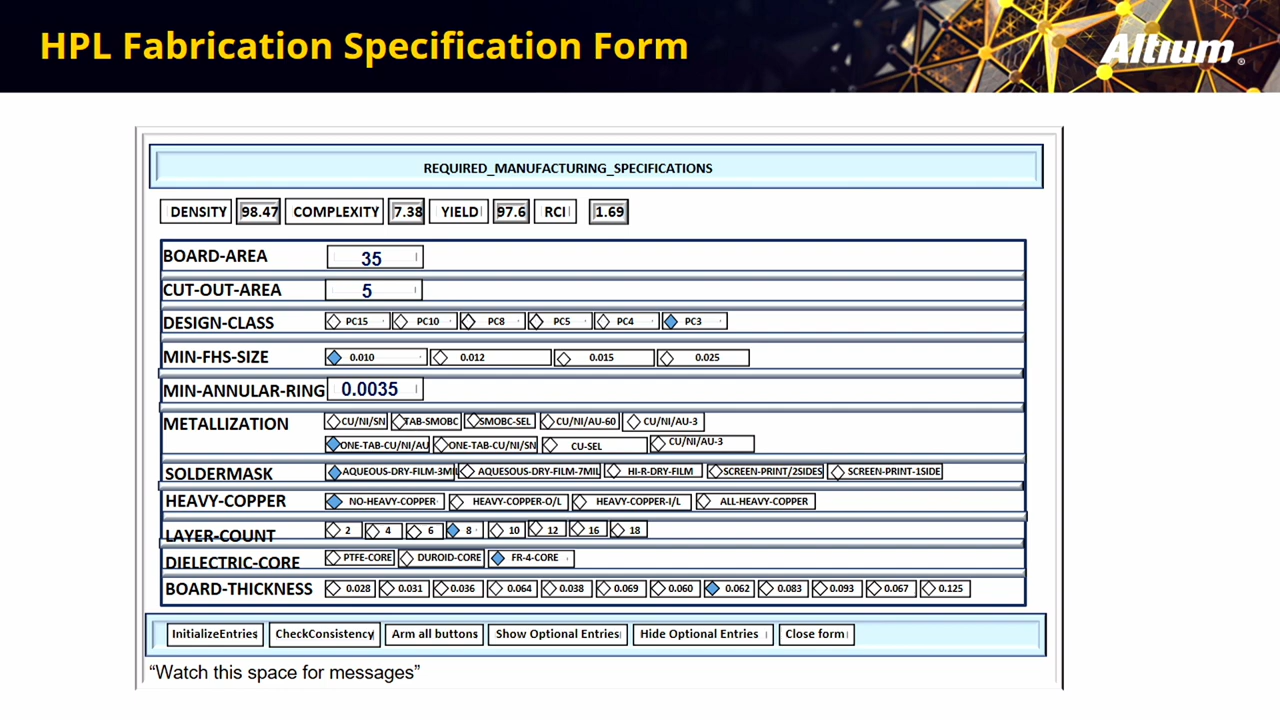 HPL Fabrication Specification Form
Altium®
REQUIRED_MANUFACTURING_SPECIFICATIONS
DENSITY 98.47 COMPLEXITY 7.38 YIELD 97.6 RCI 1.69
BOARD-AREA 35
CUT-OUT-AREA 5
DESIGN-CLASS PC15 PC10 PC8 PC5 PC4 PC3
MIN-FHS-SIZE 0.010 0.012 0.015 0.025
MIN-ANNULAR-RING 0.0035
METALLIZATION CU/NI/SN TAB-SMOBC SMOBC-SEL CU/NI/AU-60 CU/NI/AU-3
ONE-TAB-CU/NI/AU ONE-TAB-CU/NI/SN CU-SEL CU/NI/AU-3
SOLDERMASK AQUEOUS-DRY-FILM-3MIL AQUESOUS-DRY-FILM-7MIL HI-R-DRY-FILM SCREEN-PRINT/2SIDES SCREEN-PRINT-1SIDE
HEAVY-COPPER NO-HEAVY-COPPER HEAVY-COPPER-O/L HEAVY-COPPER-I/L ALL-HEAVY-COPPER
LAYER-COUNT 2 4 6 8 10 12 16 18
DIELECTRIC-CORE PTFE-CORE DUROID-CORE FR-4-CORE
BOARD-THICKNESS 0.028 0.031 0.036 0.064 0.038 0.069 0.060 0.062 0.083 0.093 0.067 0.125
InitializeEntries CheckConsistency Arm all buttons Show Optional Entries Hide Optional Entries Close form
“Watch this space for messages”